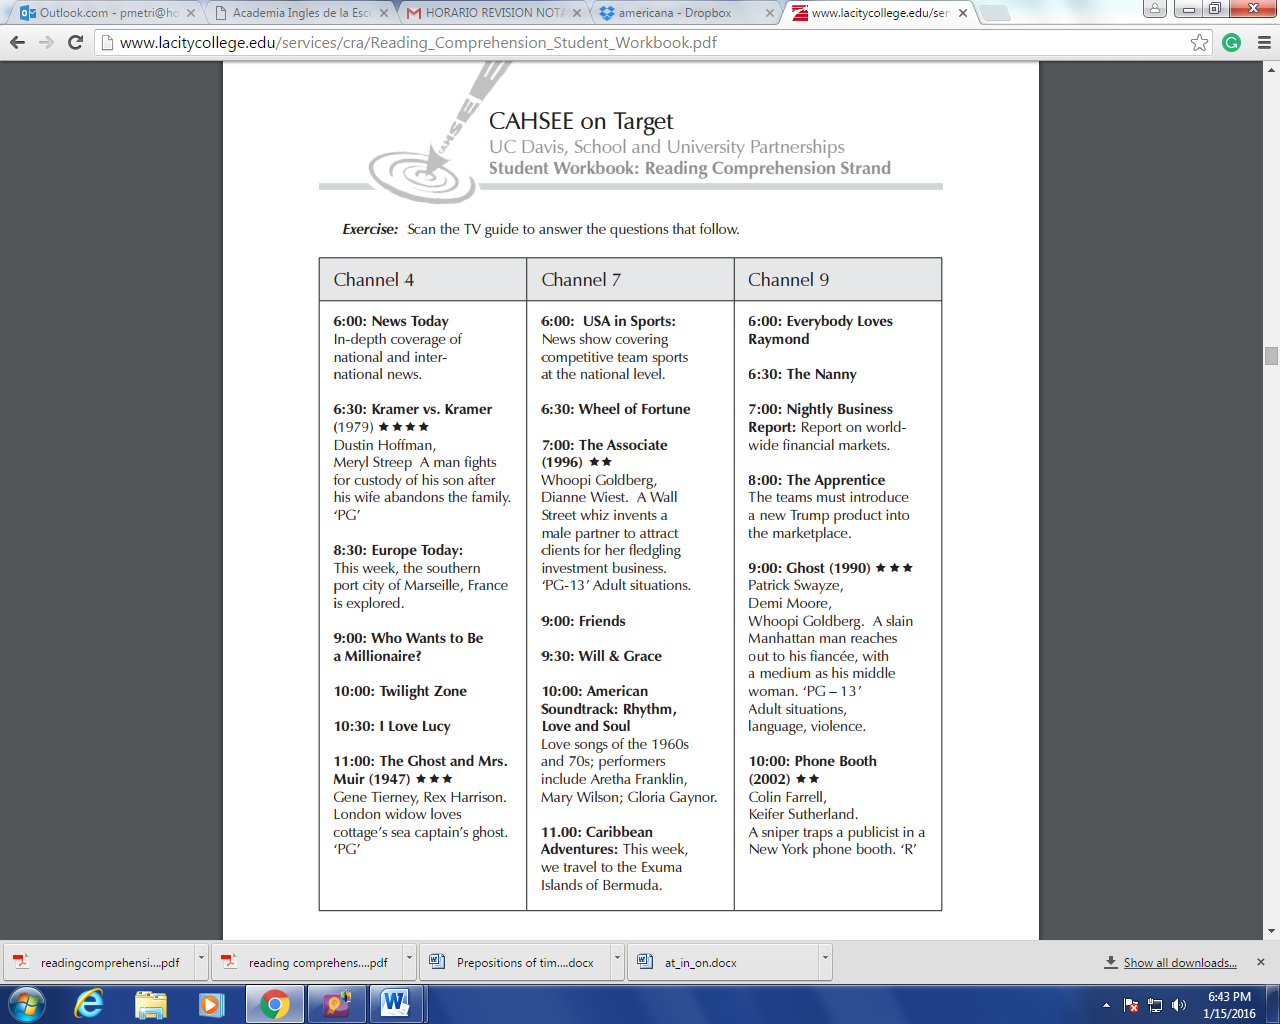 Outlook.com - pmetri@ho
Academia Ingles de la Escu
HORARIO REVISION NOTA
americana - Dropbox
www.lacitycollege.edu/ser
www.lacitycollege.edu/services/cra/Reading_Comprehension_Student_Workbook.pdf
CAHSEE
CAHSEE on Target
UC Davis, School and University Partnerships
Student Workbook: Reading Comprehension Strand
Exercise: Scan the TV guide to answer the questions that follow.
Channel 4
6:00: News Today
In-depth coverage of
national and inter-
national news.
6:30: Kramer vs. Kramer
(1979) ★★★★
Dustin Hoffman,
Meryl Streep A man fights
for custody of his son after
his wife abandons the family.
‘PG’
8:30: Europe Today:
This week, the southern
port city of Marseille, France
is explored.
9:00: Who Wants to Be
a Millionaire?
10:00: Twilight Zone
10:30: I Love Lucy
11:00: The Ghost and Mrs.
Muir (1947) ★★★
Gene Tierney, Rex Harrison.
London widow loves
cottage’s sea captain’s ghost.
‘PG’
Channel 7
6:00: USA in Sports:
News show covering
competitive team sports
at the national level.
6:30: Wheel of Fortune
7:00: The Associate
(1996) ★★
Whoopi Goldberg,
Dianne Wiest. A Wall
Street whiz invents a
male partner to attract
clients for her fledgling
investment business.
‘PG-13’ Adult situations.
9:00: Friends
9:30: Will & Grace
10:00: American
Soundtrack: Rhythm,
Love and Soul
Love songs of the 1960s
and 70s; performers
include Aretha Franklin,
Mary Wilson; Gloria Gaynor.
11.00: Caribbean
Adventures: This week,
we travel to the Exuma
Islands of Bermuda.
Channel 9
6:00: Everybody Loves
Raymond
6:30: The Nanny
7:00: Nightly Business
Report: Report on world-
wide financial markets.
8:00: The Apprentice
The teams must introduce
a new Trump product into
the marketplace.
9:00: Ghost (1990) ★★★
Patrick Swayze,
Demi Moore,
Whoopi Goldberg. A slain
Manhattan man reaches
out to his fiancée, with
a medium as his middle
woman. ‘PG – 13’
Adult situations,
language, violence.
10:00: Phone Booth
(2002) ★★
Colin Farrell,
Keifer Sutherland.
A sniper traps a publicist in a
New York phone booth. ‘R’
readingcomprehensi....pdf
reading comprehens....pdf
Prepositions of tim....docx
at_in_on.docx
Show all downloads...
6:43 PM
1/15/2016